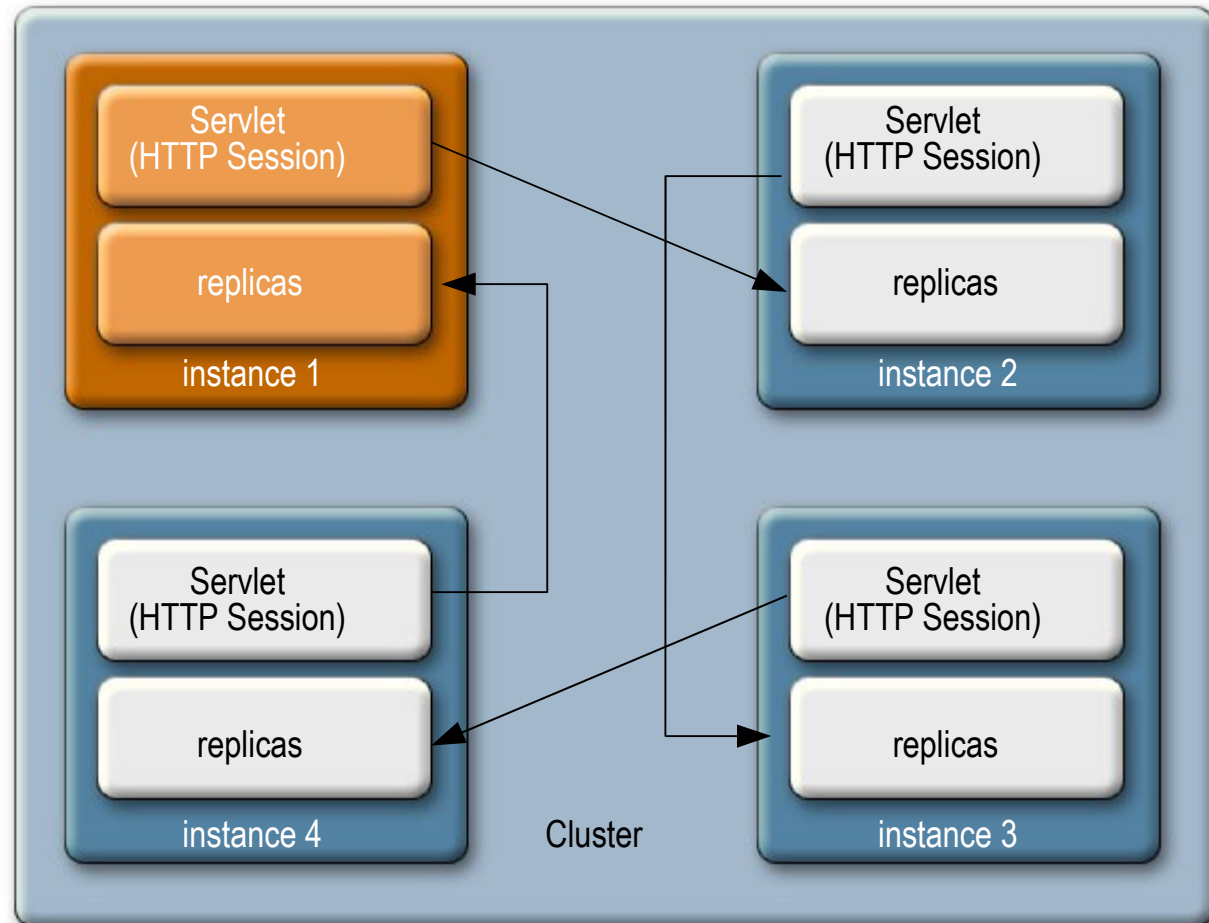 Servlet
(HTTP Session)
replicas
instance 1
Servlet
(HTTP Session)
replicas
instance 2
Servlet
(HTTP Session)
replicas
instance 4
Cluster
Servlet
(HTTP Session)
replicas
instance 3